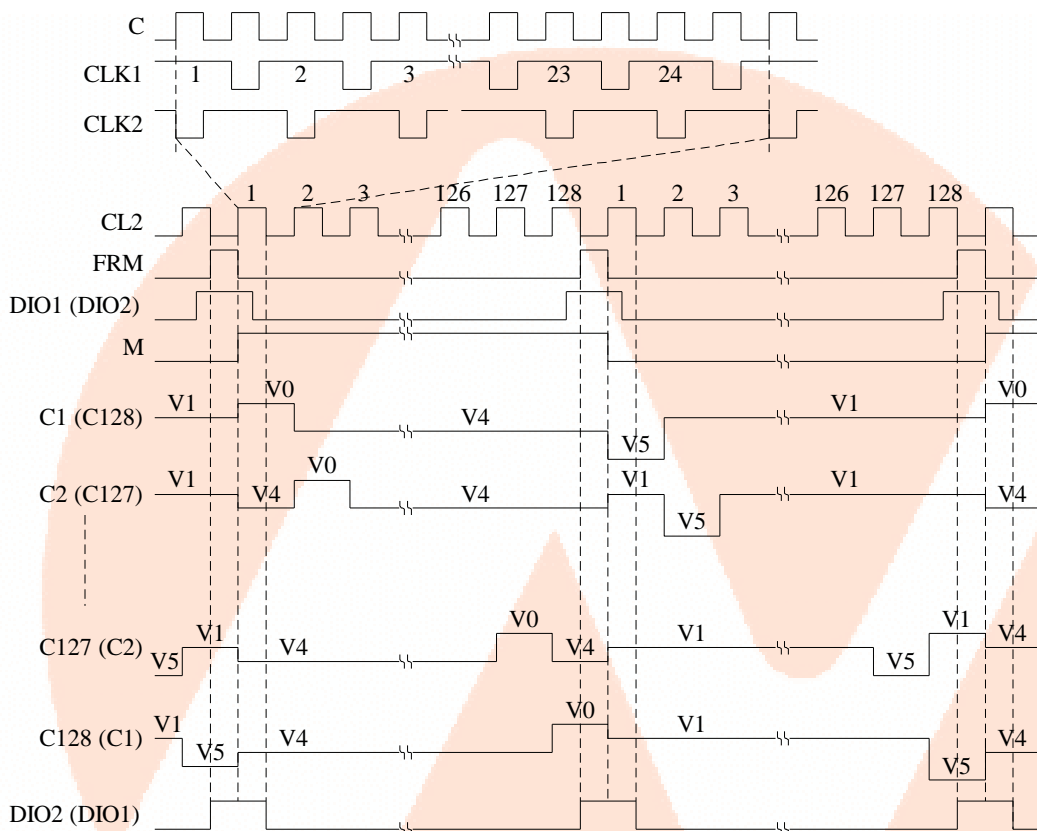 C
CLK1 1 2 3 23 24
CLK2
1 2 3 126 127 128 1 2 3 126 127 128
CL2
FRM
DIO1 (DIO2)
M
V1 V0 V4 V1 V0
C1 (C128)
V5
V0 V1
C2 (C127) V1 V4 V4 V1 V4
V5
C127 (C2) V1 V0 V1 V1 V4
V5 V4 V4 V5
V1 V0 V1
C128 (C1) V4 V4
V5 V5
DIO2 (DIO1)